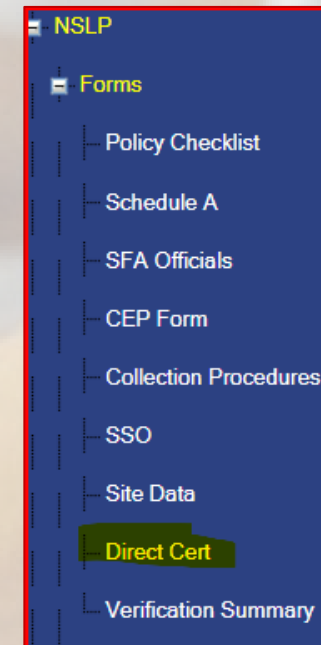 NSLP
Forms
Policy Checklist
Schedule A
SFA Officials
CEP Form
Collection Procedures
SSO
Site Data
Direct Cert
Verification Summary